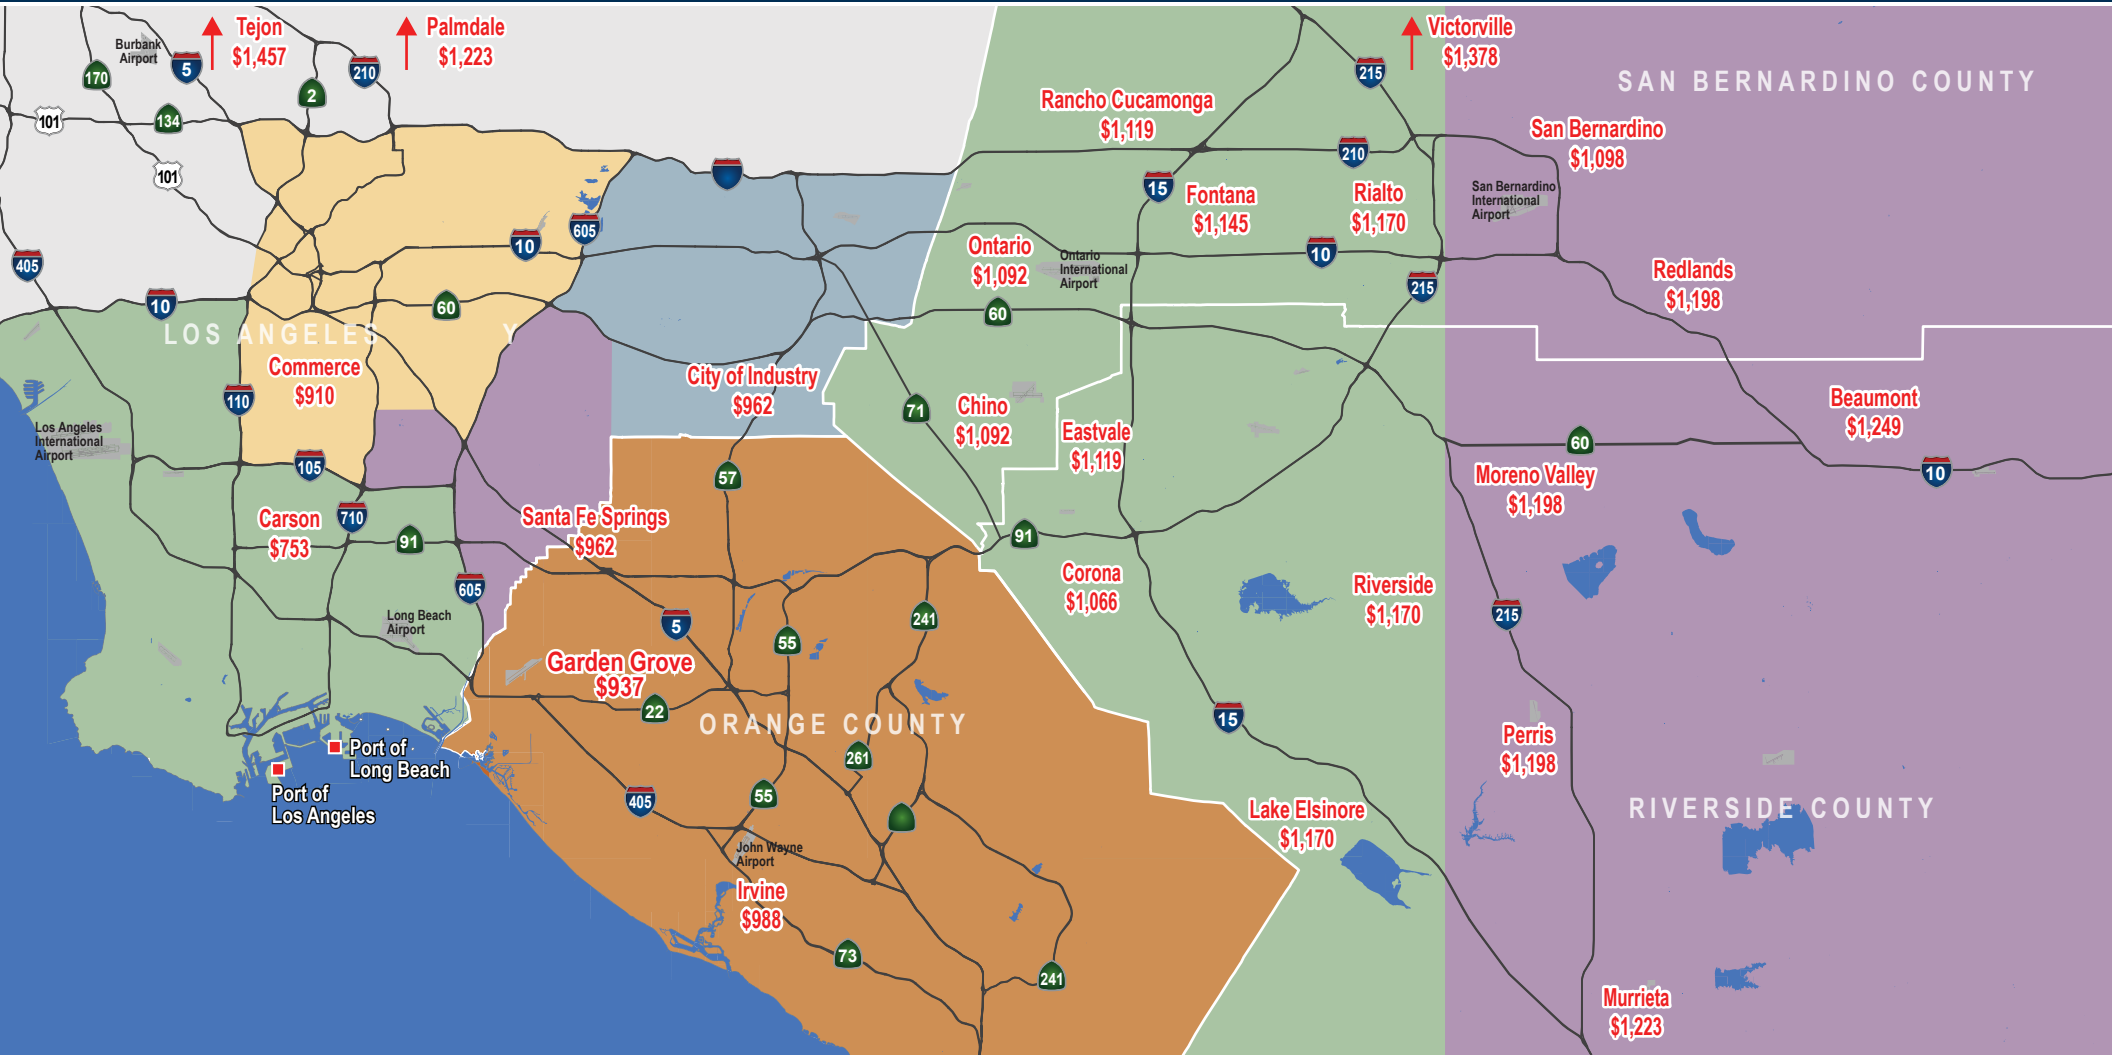 Tejon
$1,457
Palmdale
$1,223
Victorville
$1,378
Burbank
Airport
170
5
2
210
215
SAN BERNARDINO COUNTY
101
134
101
Rancho Cucamonga
$1,119
San Bernardino
$1,098
210
15
Fontana
$1,145
Rialto
$1,170
San Bernardino
International
Airport
605
10
405
Ontario
$1,092
Ontario
International
Airport
10
215
Redlands
$1,198
10
60
60
LOS ANGELES
Y
Commerce
$910
110
City of Industry
$962
71
Chino
$1,092
Eastvale
$1,119
Beaumont
$1,249
Los Angeles
International
Airport
105
57
60
10
Moreno Valley
$1,198
Carson
$753
710
91
Santa Fe Springs
$962
91
605
Corona
$1,066
Riverside
$1,170
Long Beach
Airport
5
55
241
215
Garden Grove
$937
22
ORANGE COUNTY
15
Perris
$1,198
Port of
Long Beach
Port of
Los Angeles
261
405
55
Lake Elsinore
$1,170
RIVERSIDE COUNTY
John Wayne
Airport
Irvine
$988
73
241
Murrieta
$1,223